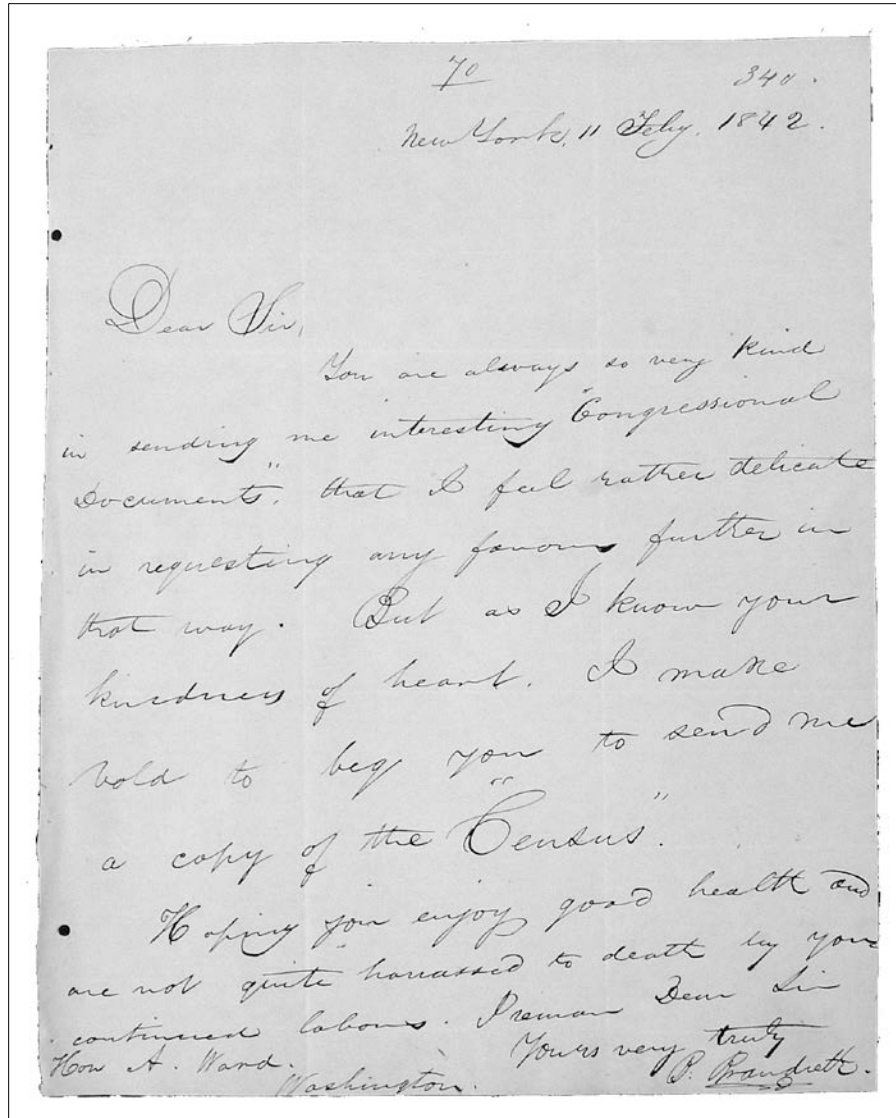 70
340.
New York, 11 Feby. 1842.
Dear Sir,
You are always so very kind
in sending me interesting "Congressional
Documents", that I feel rather delicate
in requesting any favours further in
that way. But as I know your
kindness of heart. I make
bold to beg you to send me
a copy of the "Census".
Hoping you enjoy good health and
are not quite harrassed to death by your
continued labours. I remain Dear Sir
Yours very truly
Hon A. Ward. B. Brandreth.
Washington.